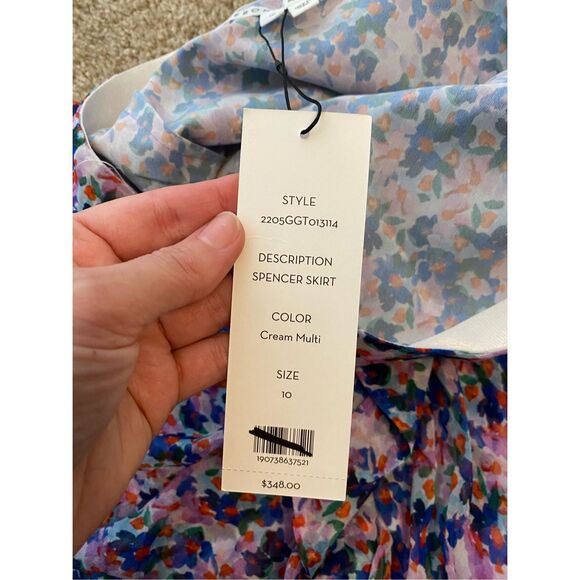 STYLE
2205GGT013114
DESCRIPTION
SPENCER SKIRT
COLOR
Cream Multi
SIZE
10
190738637521
$348.00